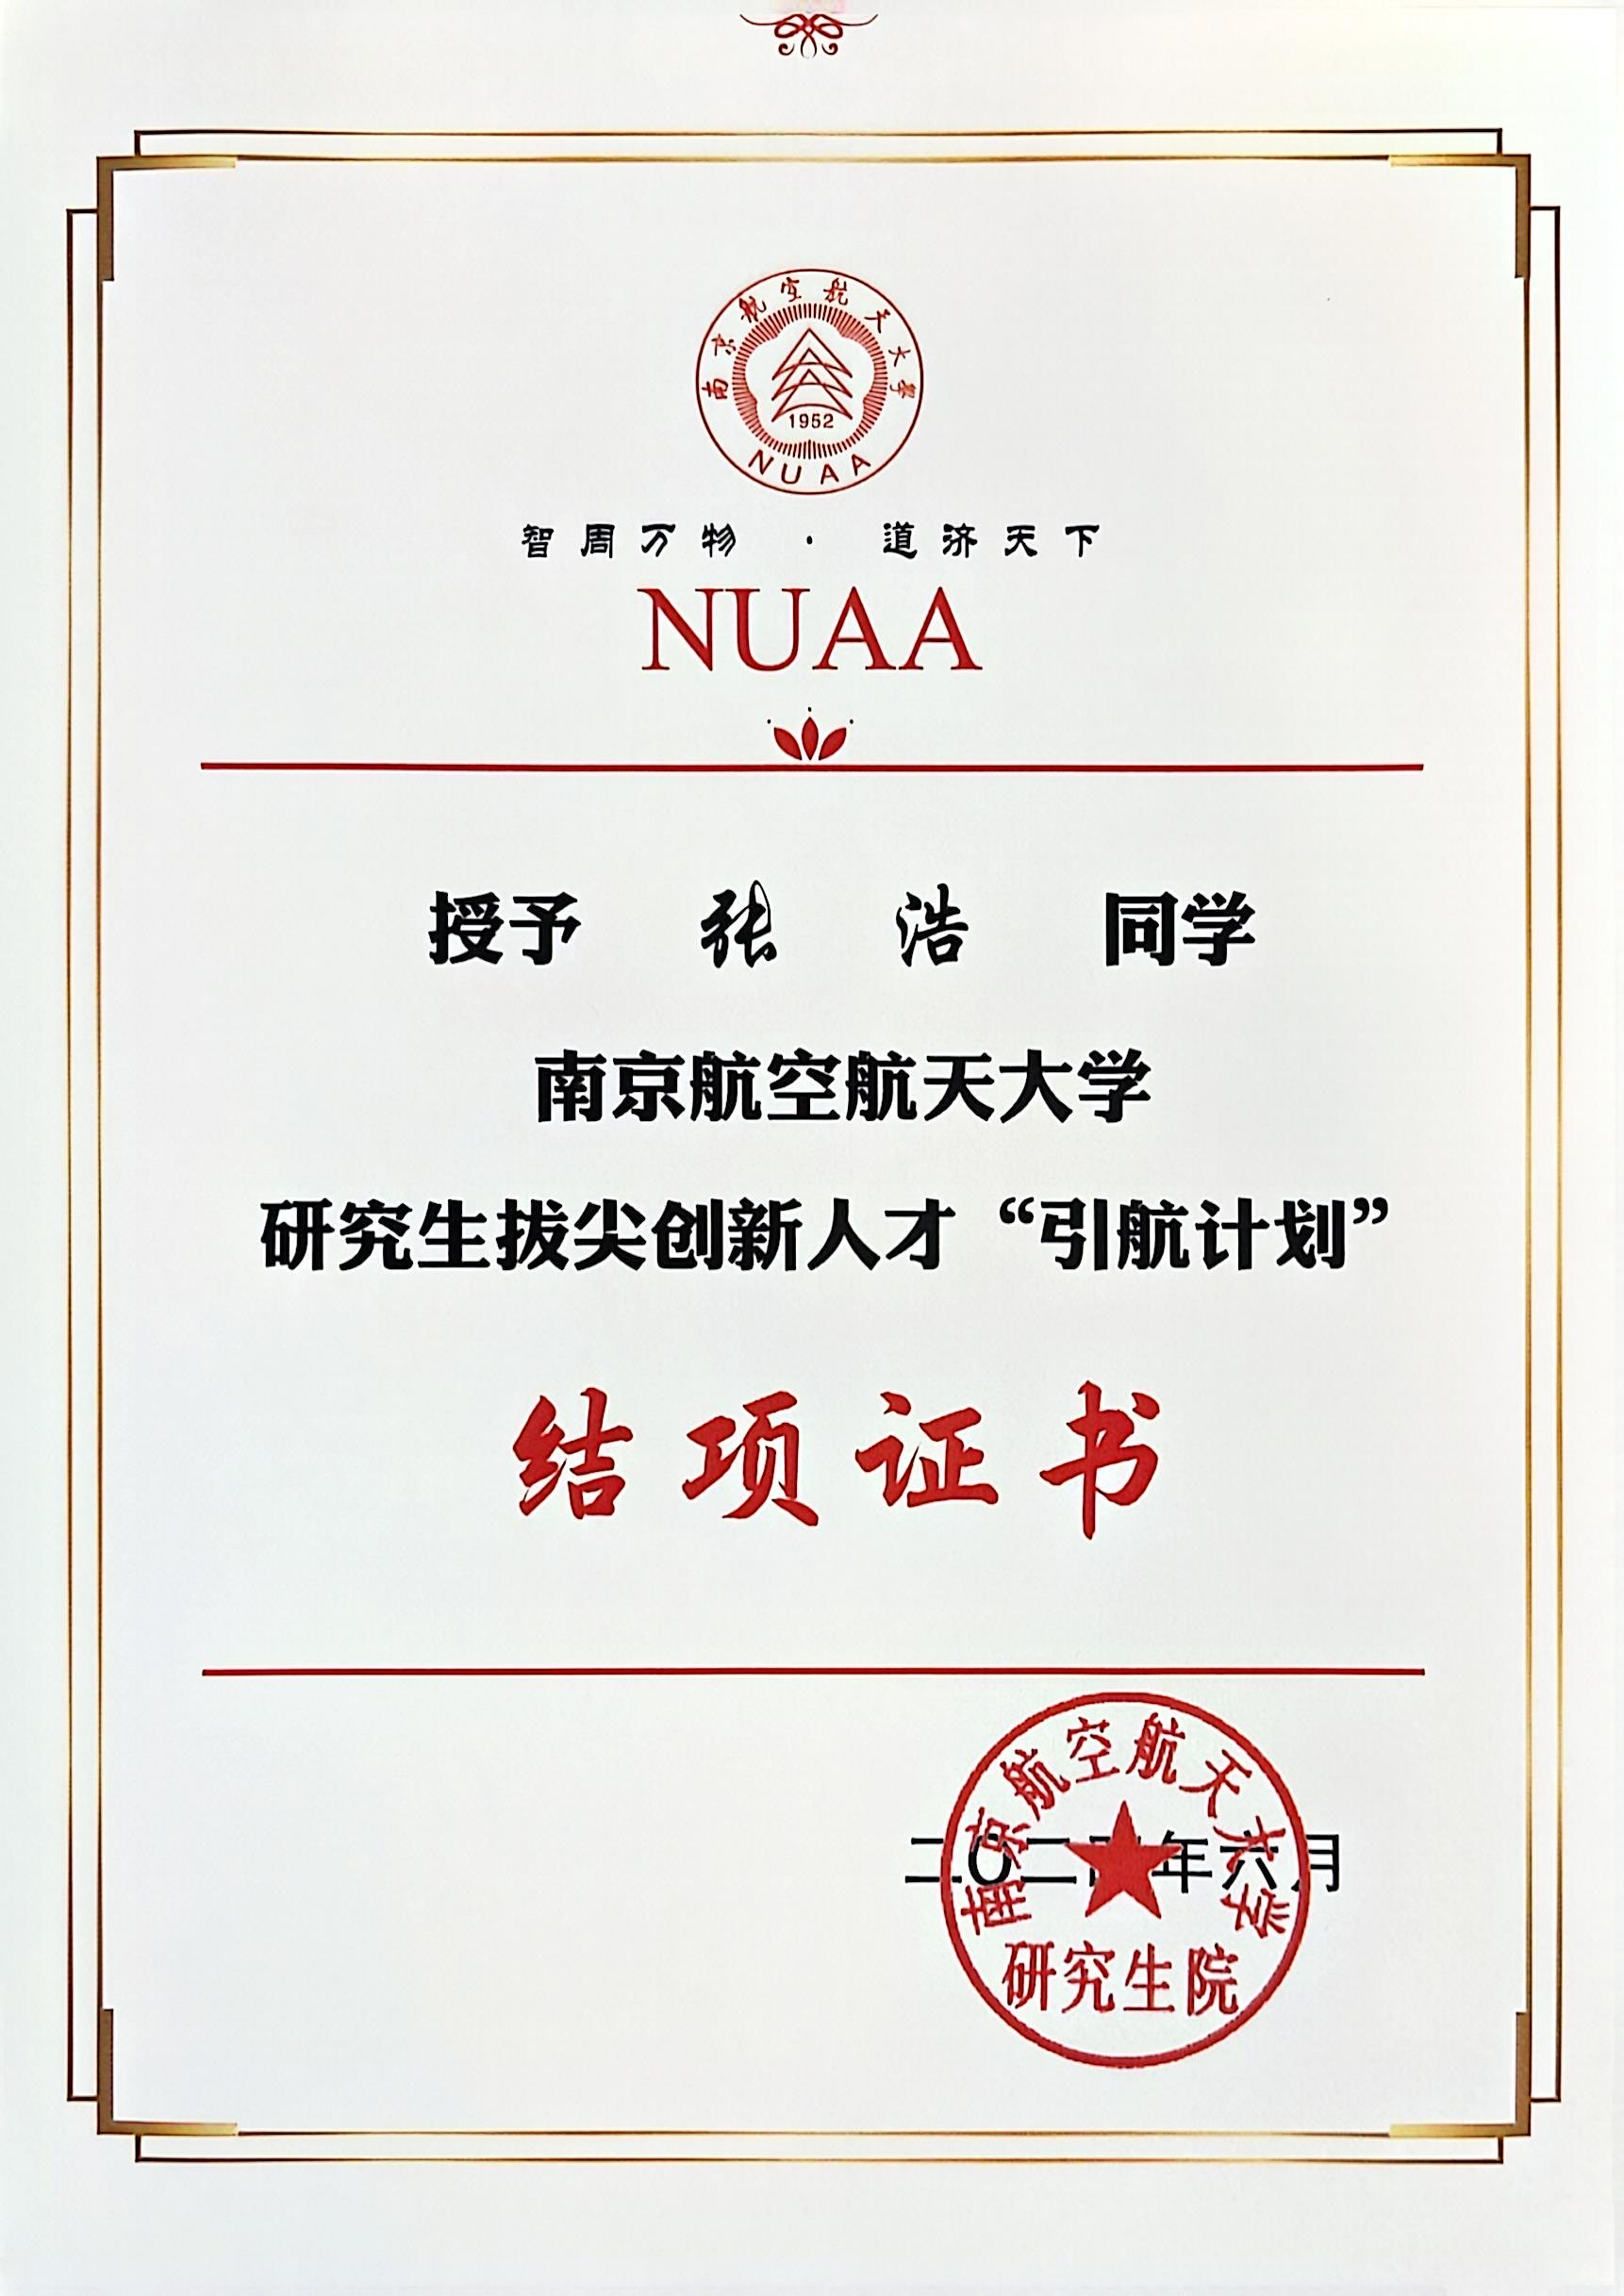 南京航空航天大學
1952
NUAA
智周万物 · 道济天下
NUAA
授予 张 浩 同学
南京航空航天大学
研究生拔尖创新人才“引航计划”
结项证书
二〇二四年六月
南京航空航天大学
研究生院